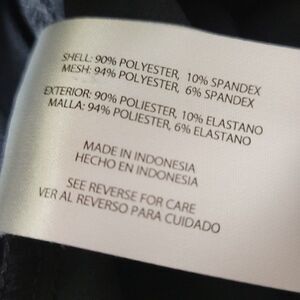 SHELL: 90% POLYESTER, 10% SPANDEX
MESH: 94% POLYESTER, 6% SPANDEX
EXTERIOR: 90% POLIESTER, 10% ELASTANO
MALLA: 94% POLIESTER, 6% ELASTANO
MADE IN INDONESIA
HECHO EN INDONESIA
SEE REVERSE FOR CARE
VER AL REVERSO PARA CUIDADO